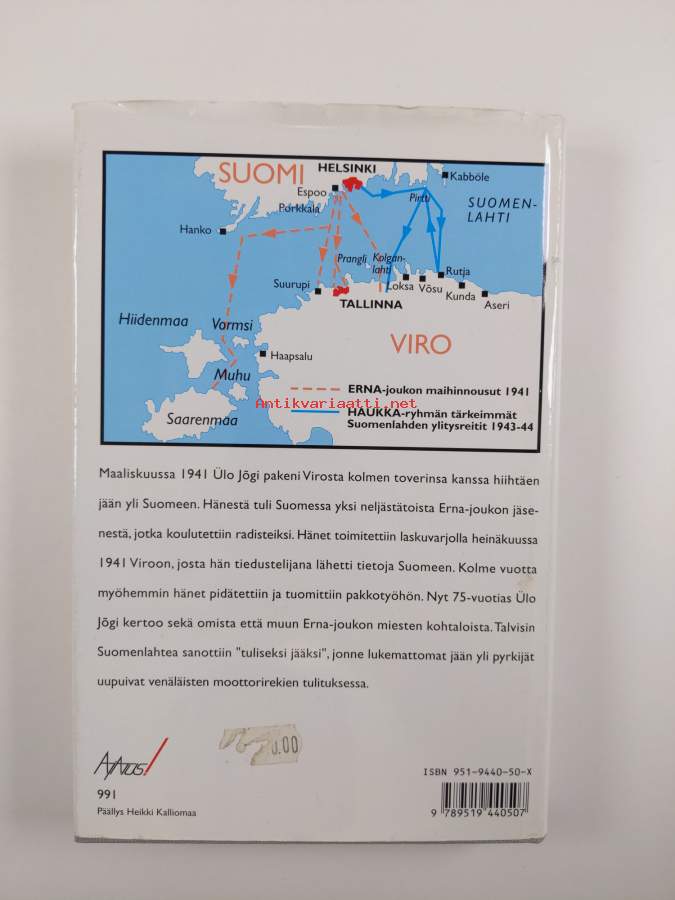 SUOMI
HELSINKI
Espoo
Porkkala
Kabböle
Pirtti
SUOMEN-
LAHTI
Hanko
Prangli
Kolgan-
lahti
Suurupi
TALLINNA
Loksa
Võsu
Rutja
Kunda
Aseri
Hiidenmaa
Vormsi
VIRO
Haapsalu
Muhu
Saarenmaa
ERNA-joukon maihinnousut 1941
Antikvariaatti.net
HAUKKA-ryhmän tärkeimmät
Suomenlahden ylitysreitit 1943-44
Maaliskuussa 1941 Ülo Jõgi pakeni Virosta kolmen toverinsa kanssa hiihtäen
jään yli Suomeen. Hänestä tuli Suomessa yksi neljästätoista Erna-joukon jäse-
nestä, jotka koulutettiin radisteiksi. Hänet toimitettiin laskuvarjolla heinäkuussa
1941 Viroon, josta hän tiedustelijana lähetti tietoja Suomeen. Kolme vuotta
myöhemmin hänet pidätettiin ja tuomittiin pakkotyöhön. Nyt 75-vuotias Ülo
Jõgi kertoo sekä omista että muun Erna-joukon miesten kohtaloista. Talvisin
Suomenlahtea sanottiin "tuliseksi jääksi", jonne lukemattomat jään yli pyrkijät
uupuivat venäläisten moottorirekien tulituksessa.
0.00
ISBN 951-9440-50-X
991
Päällys Heikki Kalliomaa
9 789519 440507